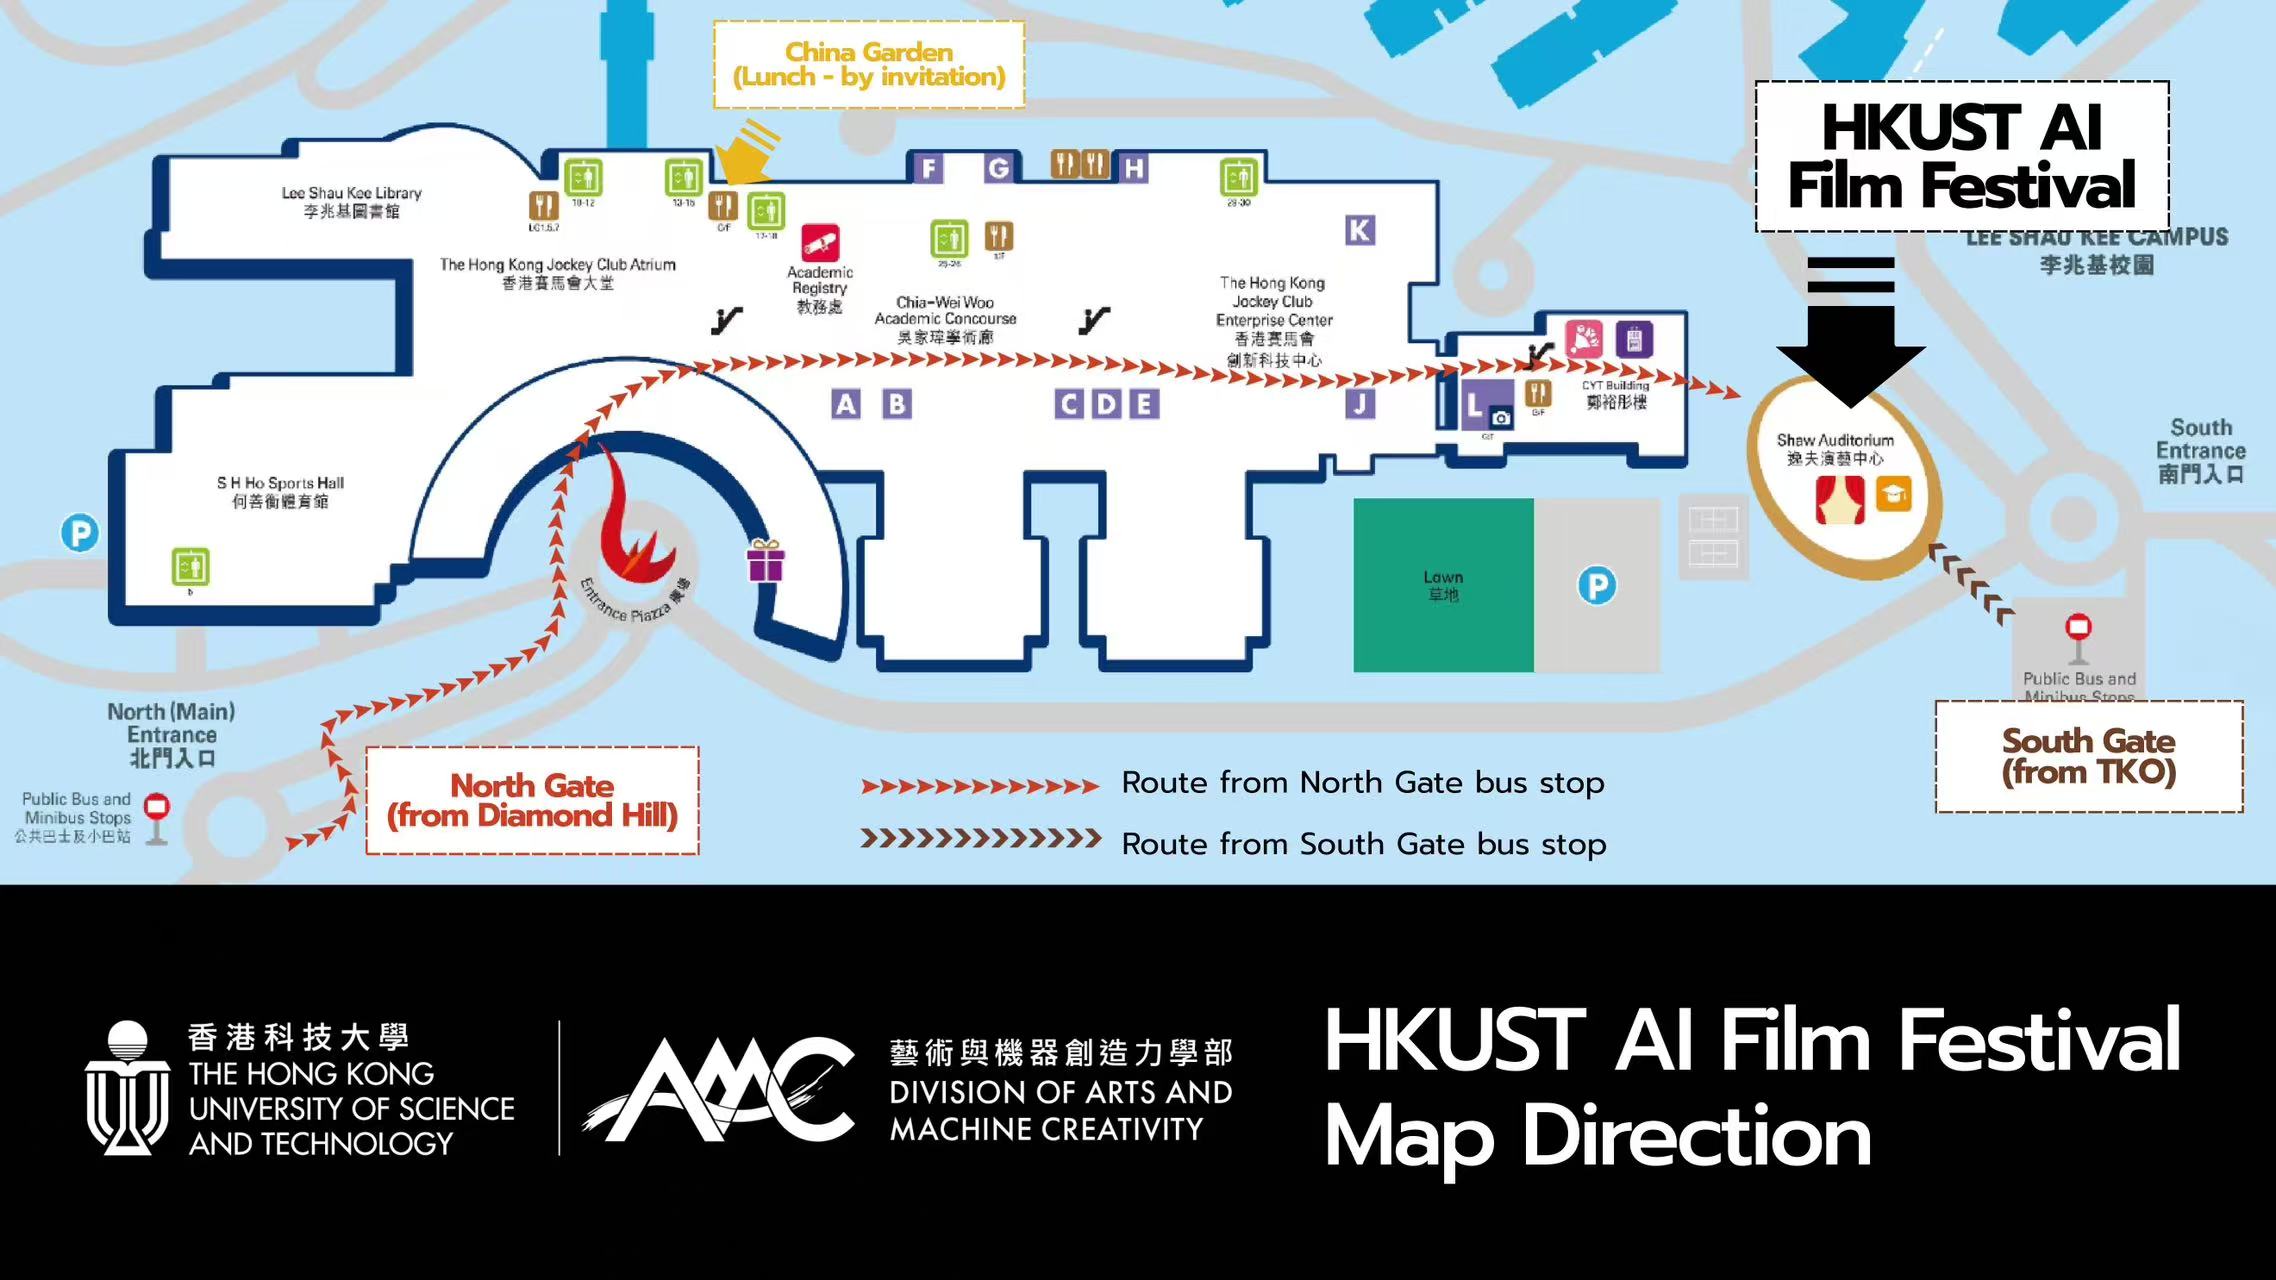 China Garden
(Lunch - by invitation)
HKUST AI
Film Festival
LEE SHAU KEE CAMPUS
李兆基校園
Lee Shau Kee Library
李兆基圖書館
10-12
13-15
LG1,5,7
G/F
17-18
F
G
H
29-30
K
The Hong Kong Jockey Club Atrium
香港賽馬會大堂
Academic
Registry
教務處
25-26
Chia-Wei Woo
Academic Concourse
吳家瑋學術廊
The Hong Kong
Jockey Club
Enterprise Center
香港賽馬會
創新科技中心
A
B
C
D
E
J
L
G/F
CYT Building
鄭裕彤樓
Shaw Auditorium
逸夫演藝中心
South
Entrance
南門入口
S H Ho Sports Hall
何善衡體育館
P
Entrance Piazza 廣場
Lawn
草地
P
Public Bus and
Minibus Stops
South Gate
(from TKO)
North (Main)
Entrance
北門入口
Public Bus and
Minibus Stops
公共巴士及小巴站
North Gate
(from Diamond Hill)
Route from North Gate bus stop
Route from South Gate bus stop
香港科技大學
THE HONG KONG
UNIVERSITY OF SCIENCE
AND TECHNOLOGY
AMC
藝術與機器創造力學部
DIVISION OF ARTS AND
MACHINE CREATIVITY
HKUST AI Film Festival
Map Direction